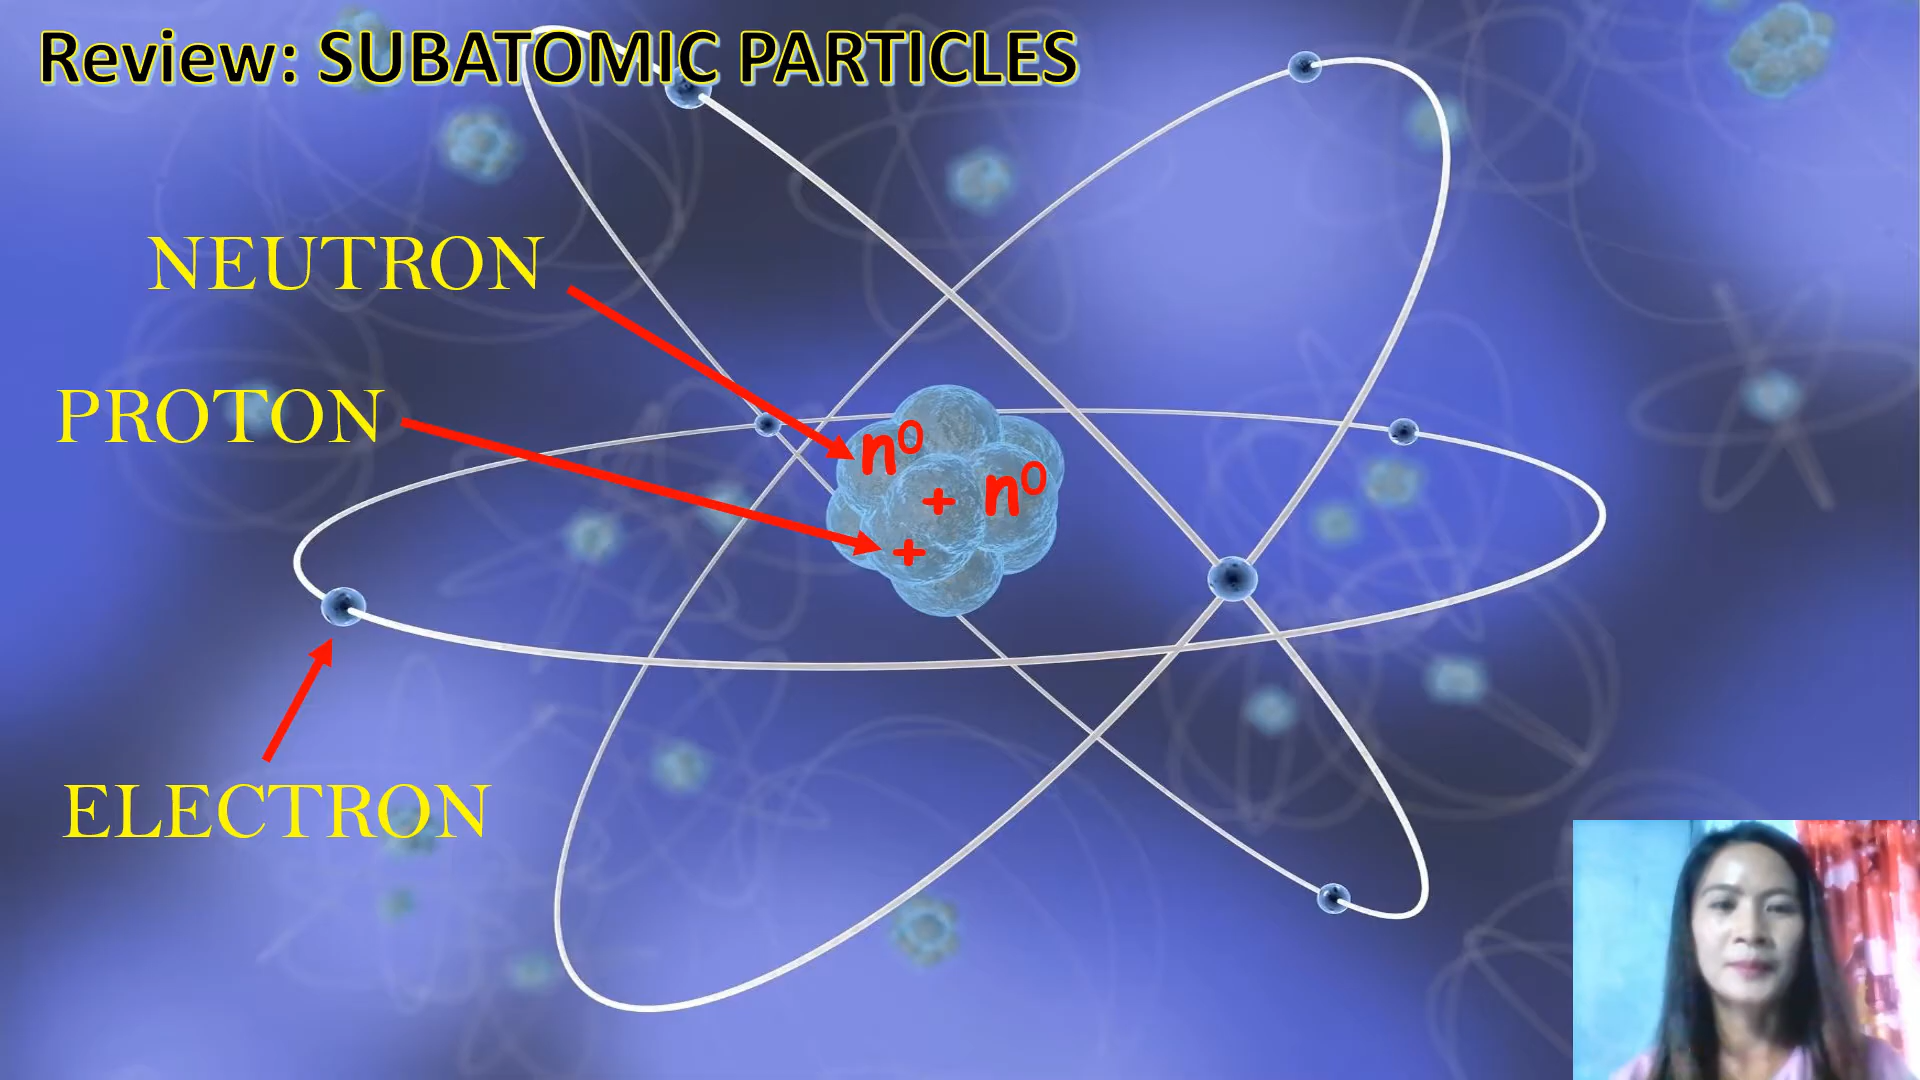 Review: SUBATOMIC PARTICLES
NEUTRON
PROTON
n⁰
n⁰
+
+
ELECTRON